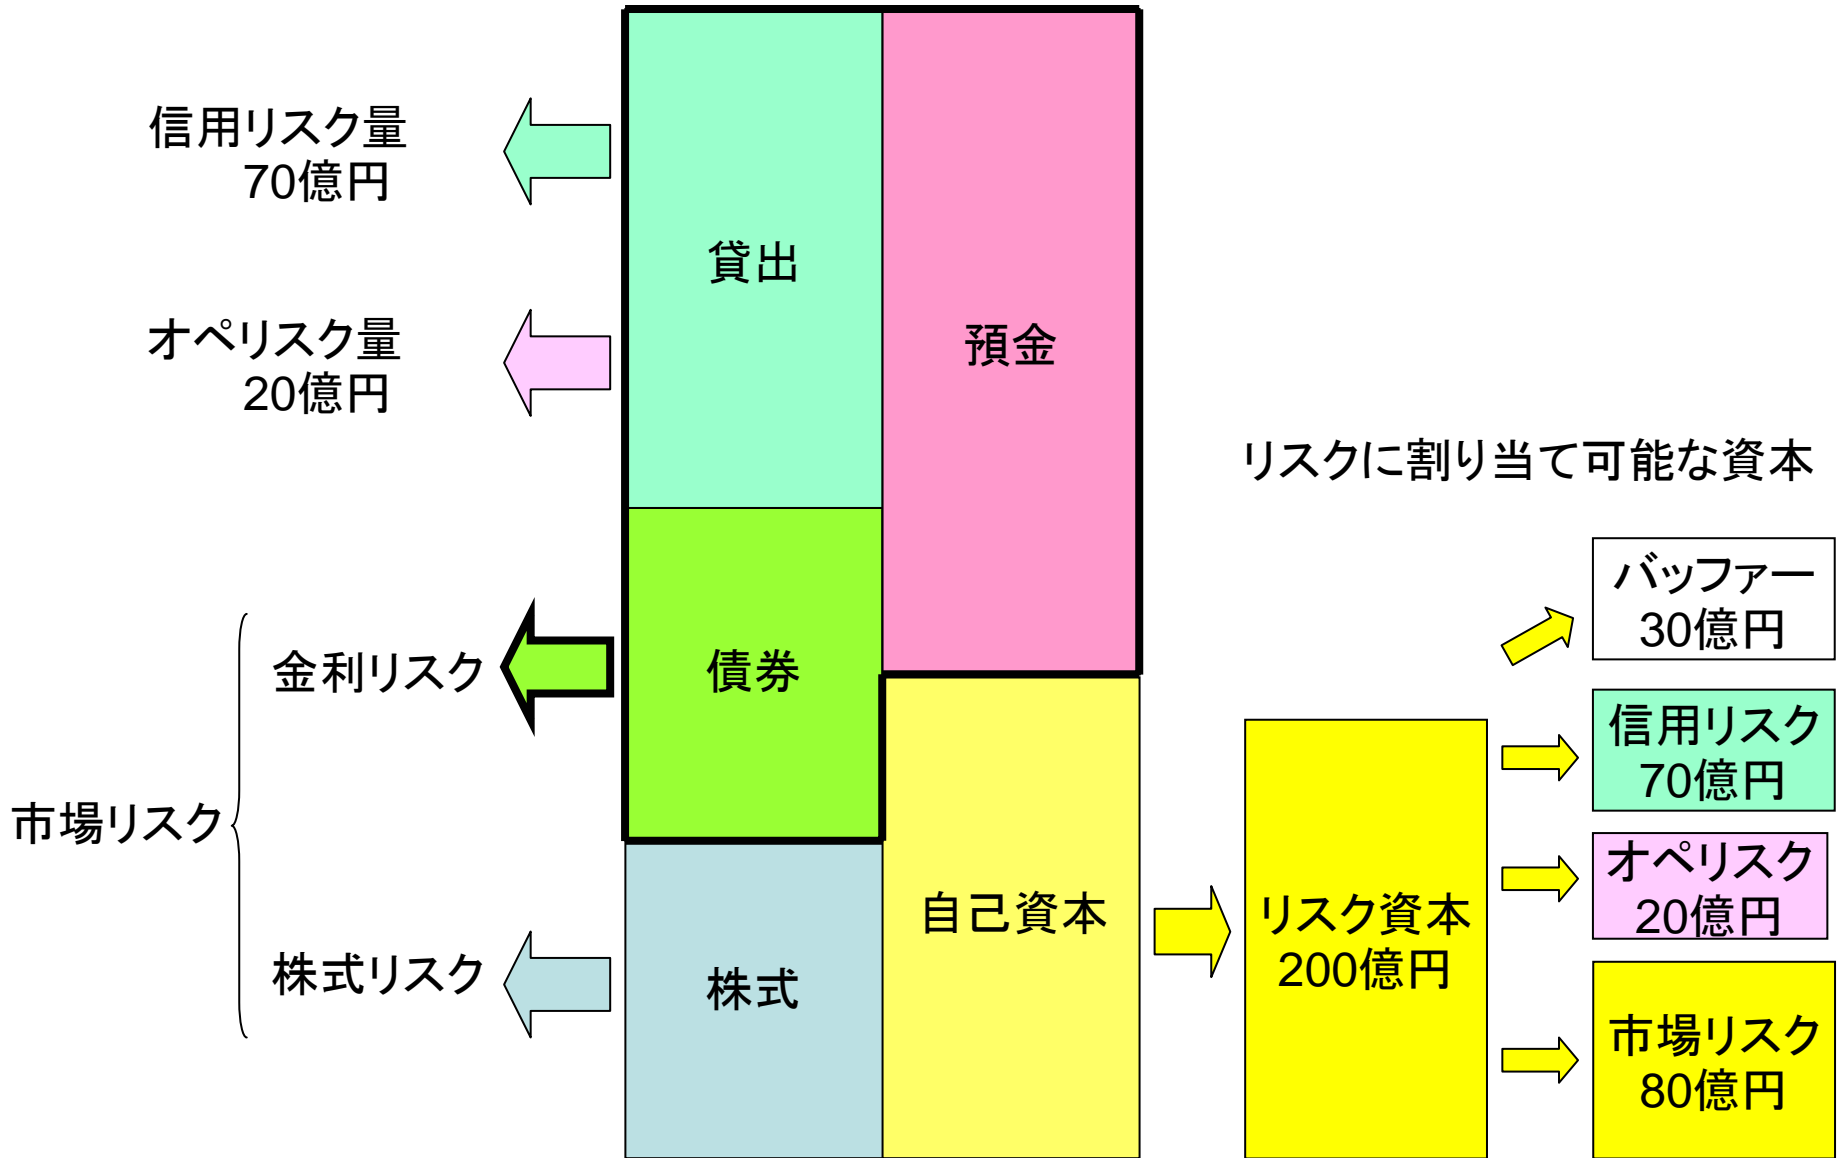 信用リスク量
70億円
オペリスク量
20億円
市場リスク
金利リスク
株式リスク
貸出
債券
株式
預金
自己資本
リスクに割り当て可能な資本
リスク資本
200億円
バッファー
30億円
信用リスク
70億円
オペリスク
20億円
市場リスク
80億円